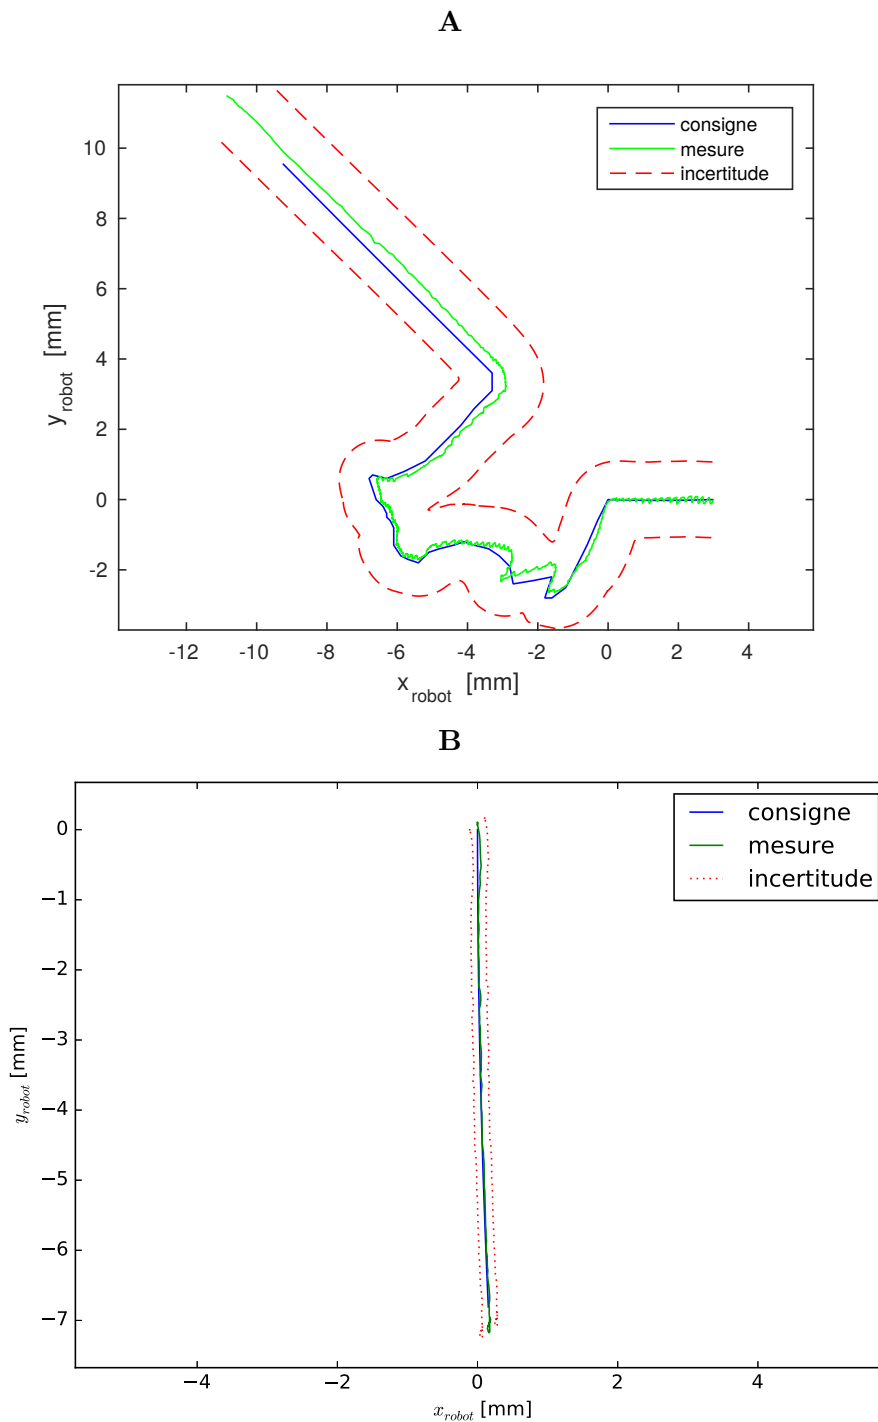 A
consigne
mesure
incertitude
10
8
6
4
2
0
-2
y_robot [mm]
-12 -10 -8 -6 -4 -2 0 2 4
x_robot [mm]
B
consigne
mesure
incertitude
0
−1
−2
−3
−4
−5
−6
−7
y_robot [mm]
−4 −2 0 2 4
x_robot [mm]